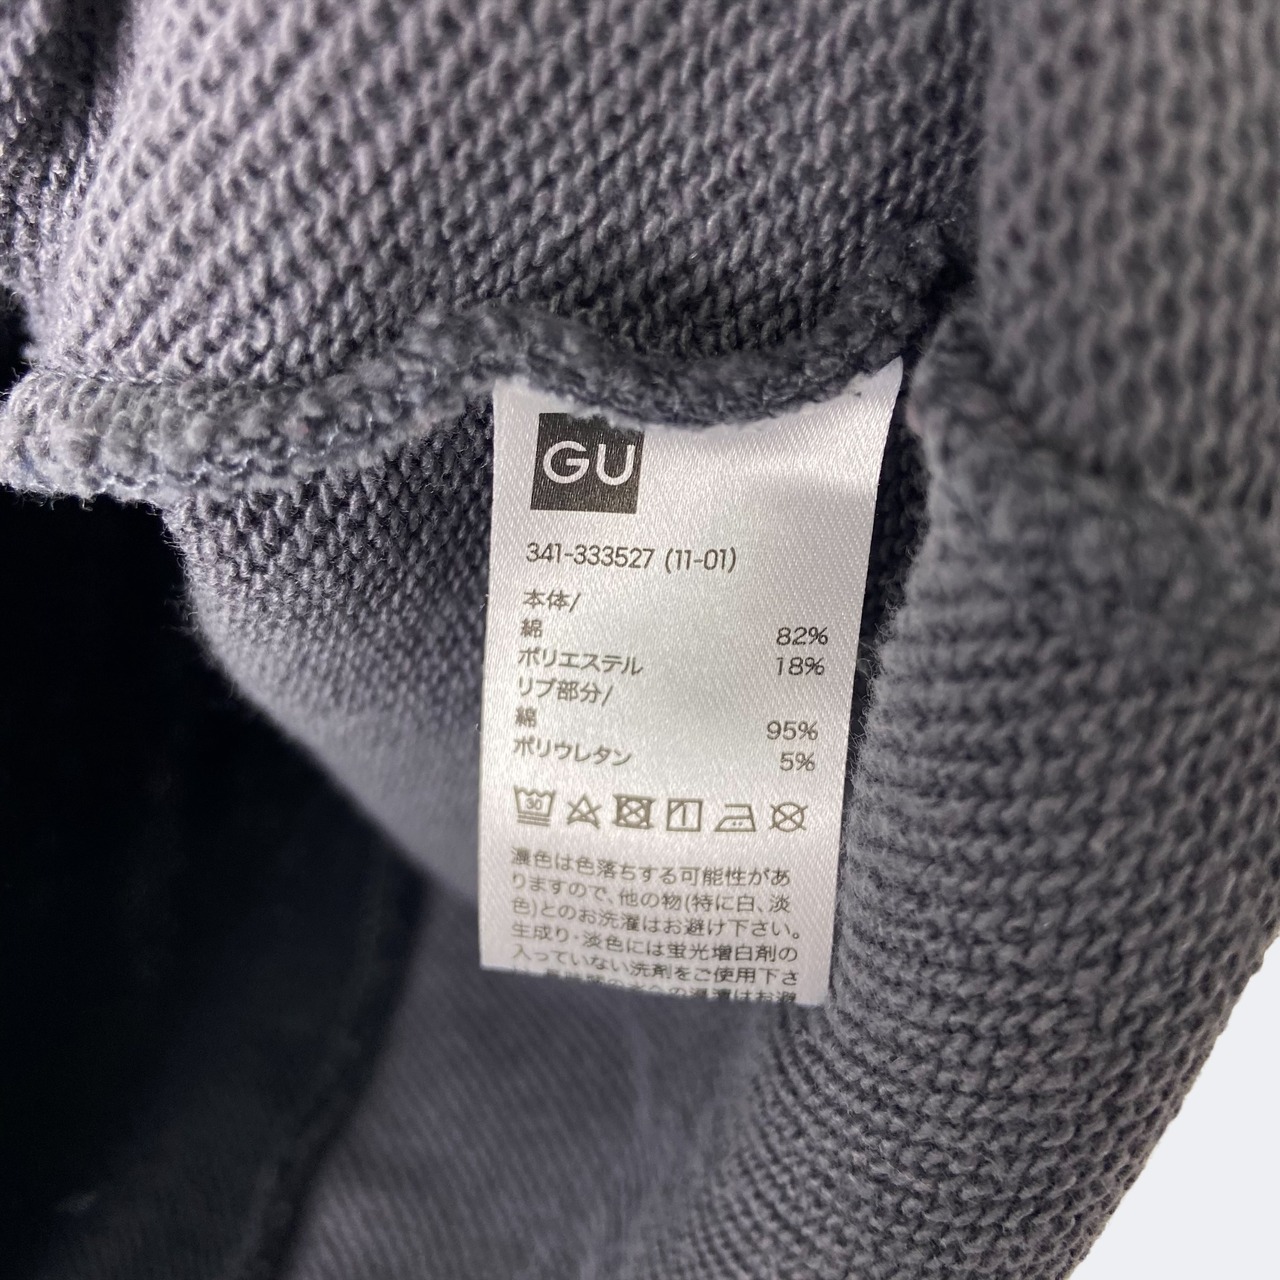 GU
341-333527 (11-01)
本体/
綿 82%
ポリエステル 18%
リブ部分/
綿 95%
ポリウレタン 5%
30
濃色は色落ちする可能性があ
りますので、他の物(特に白、淡
色)とのお洗濯はお避け下さい。
生成り・淡色には蛍光増白剤の
入っていない洗剤をご使用下さ